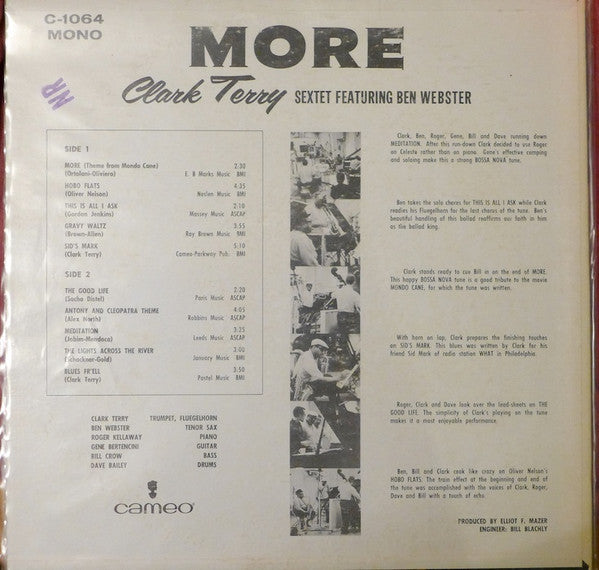 C-1064
MONO
NR
MORE
Clark Terry SEXTET FEATURING BEN WEBSTER
SIDE 1
MORE (Theme from Mondo Cane) 2:30
(Ortolani-Oliviero) E. B Marks Music BMI
HOBO FLATS 4:35
(Oliver Nelson) Noslen Music BMI
THIS IS ALL I ASK 2:10
(Gordon Jenkins) Massey Music ASCAP
GRAVY WALTZ 3:55
(Brown-Allen) Ray Brown Music BMI
SID'S MARK 5:10
(Clark Terry) Cameo-Parkway Pub. BMI
SIDE 2
THE GOOD LIFE 2:20
(Sacha Distel) Paris Music ASCAP
ANTONY AND CLEOPATRA THEME 4:05
(Alex North) Robbins Music ASCAP
MEDITATION 3:25
(Jobim-Mendoca) Leeds Music ASCAP
THE LIGHTS ACROSS THE RIVER 3:00
(Schackner-Gold) January Music BMI
BLUES FR'ELL 3:50
(Clark Terry) Pastel Music BMI
CLARK TERRY TRUMPET, FLUEGELHORN
BEN WEBSTER TENOR SAX
ROGER KELLAWAY PIANO
GENE BERTENCINI GUITAR
BILL CROW BASS
DAVE BAILEY DRUMS
cameo
Clark, Ben, Roger, Gene, Bill and Dave running down
MEDITATION. After this run-down Clark decided to use Roger
on Celeste rather than on piano. Gene's effective comping
and soloing make this a strong BOSSA NOVA tune.
Ben takes the solo chores for THIS IS ALL I ASK while Clark
readies his Fluegelhorn for the last chorus of the tune. Ben's
beautiful handling of this ballad reaffirms our faith in him
as the ballad king.
Clark stands ready to cue Bill in on the end of MORE.
This happy BOSSA NOVA tune is a good tribute to the movie
MONDO CANE, for which the tune was written.
With horn on lap, Clark prepares the finishing touches
on SID'S MARK. This blues was written by Clark for his
friend Sid Mark of radio station WHAT in Philadelphia.
Roger, Clark and Dave look over the lead-sheets on THE
GOOD LIFE. The simplicity of Clark's playing on the tune
makes it a most enjoyable performance.
Ben, Bill and Clark cook like crazy on Oliver Nelson's
HOBO FLATS. The train effect at the beginning and end of
the tune was accomplished with the voices of Clark, Roger,
Dave and Bill with a touch of echo.
PRODUCED BY ELLIOT F. MAZER
ENGINEER: BILL BLACHLY